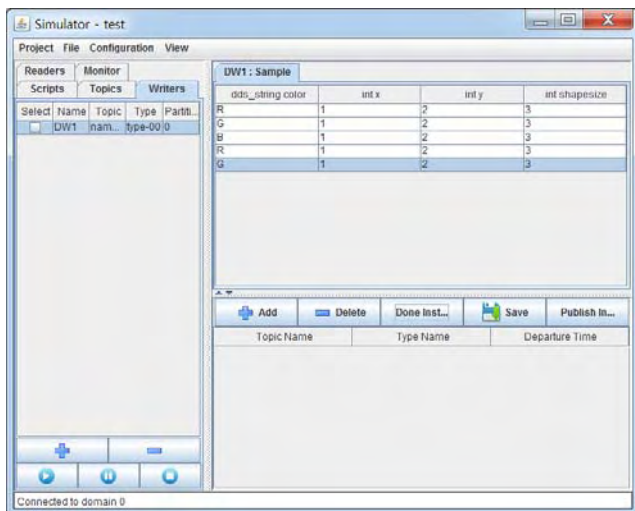 Simulator - test
Project File Configuration View
Readers Monitor
Scripts Topics Writers
Select Name Topic Type Partiti...
DW1 nam... type-00 0
DW1 : Sample
dds_string color int x int y int shapesize
R 1 2 3
G 1 2 3
B 1 2 3
R 1 2 3
G 1 2 3
Add Delete Done Inst... Save Publish In...
Topic Name Type Name Departure Time
Connected to domain 0